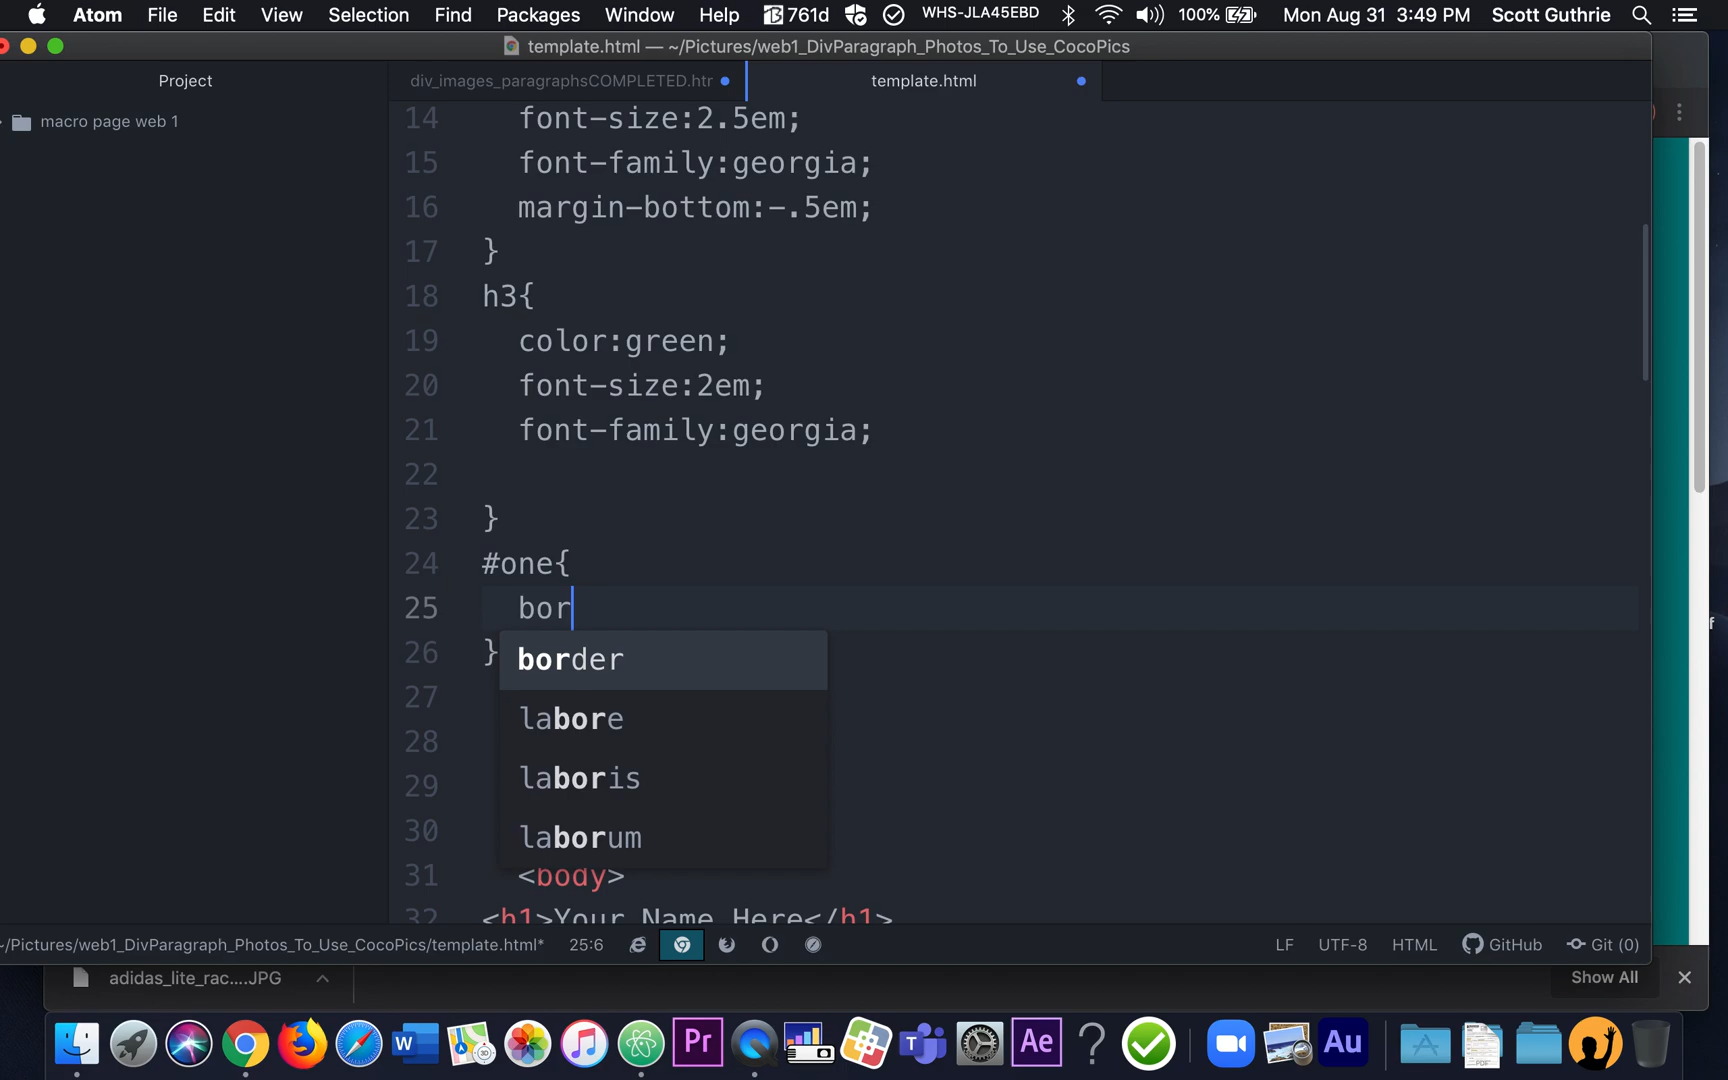 Atom File Edit View Selection Find Packages Window Help 761d WHS-JLA45EBD 100% Mon Aug 31 3:49 PM Scott Guthrie
template.html — ~/Pictures/web1_DivParagraph_Photos_To_Use_CocoPics
Project
div_images_paragraphsCOMPLETED.htr
template.html
macro page web 1
14 font-size:2.5em;
15 font-family:georgia;
16 margin-bottom:-.5em;
17 }
18 h3{
19 color:green;
20 font-size:2em;
21 font-family:georgia;
22
23 }
24 #one{
25 bor
26 }
border
27
labore
28
29 laboris
30 laborum
31 <body>
32 <h1>Your Name Here</h1>
~/Pictures/web1_DivParagraph_Photos_To_Use_CocoPics/template.html* 25:6 LF UTF-8 HTML GitHub Git (0)
adidas_lite_rac....JPG Show All